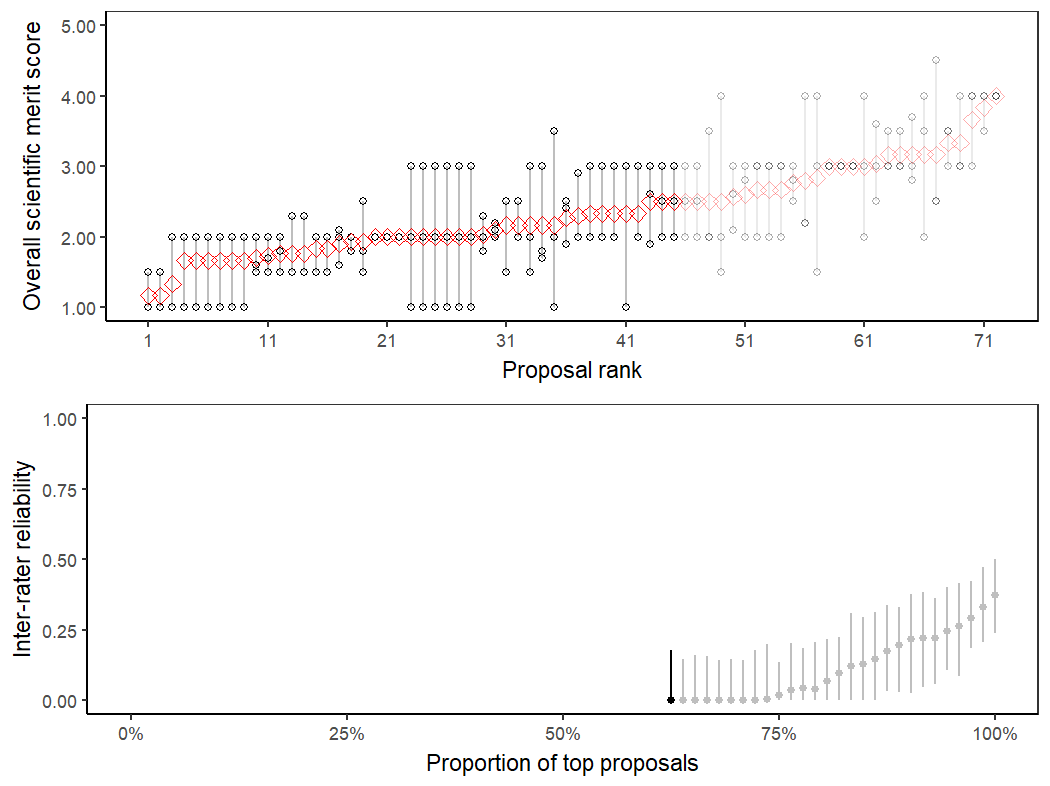 Overall scientific merit score
5.00
4.00
3.00
2.00
1.00
1 11 21 31 41 51 61 71
Proposal rank
Inter-rater reliability
1.00
0.75
0.50
0.25
0.00
0% 25% 50% 75% 100%
Proportion of top proposals